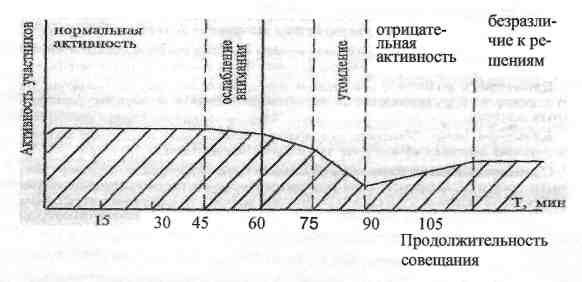 Активность участников
нормальная
активность
ослабление
внимания
утомление
отрицате-
льная
активность
безразли-
чие к ре-
шениям
15 30 45 60 75 90 105
Т, мин
Продолжительность
совещания